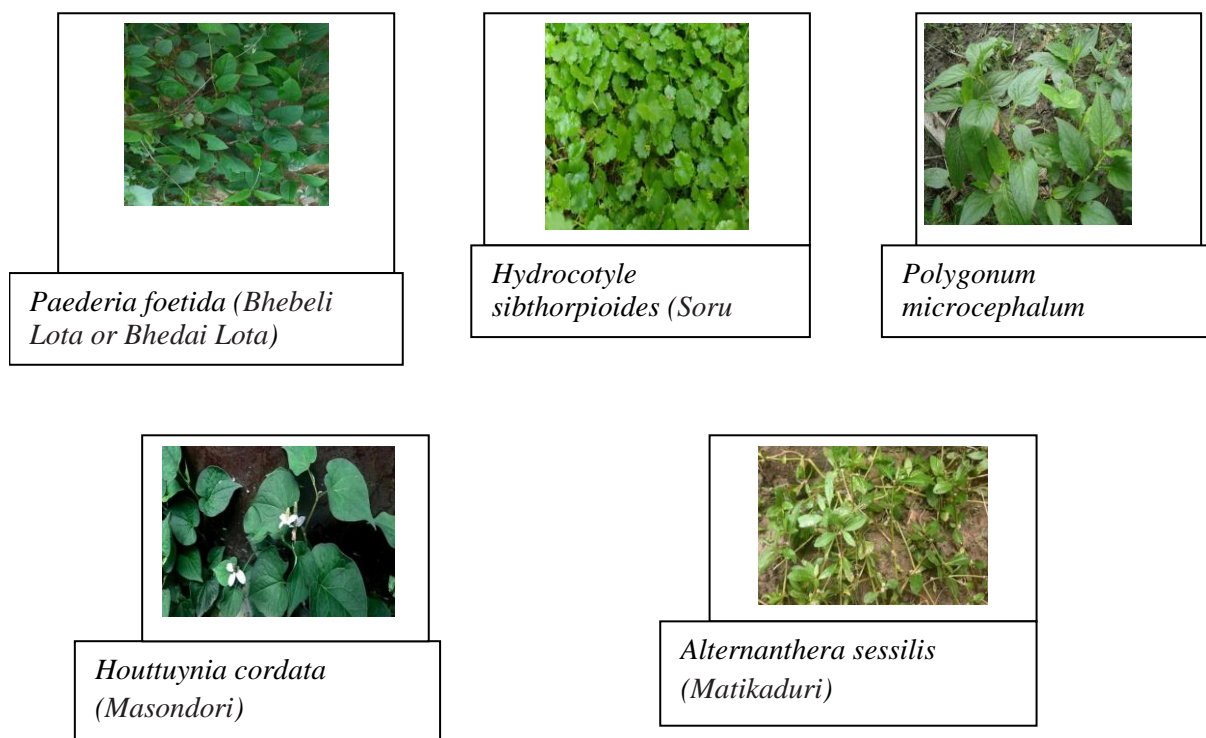 Paederia foetida (Bhebeli
Lota or Bhedai Lota)
Hydrocotyle
sibthorpioides (Soru
Polygonum
microcephalum
Houttuynia cordata
(Masondori)
Alternanthera sessilis
(Matikaduri)